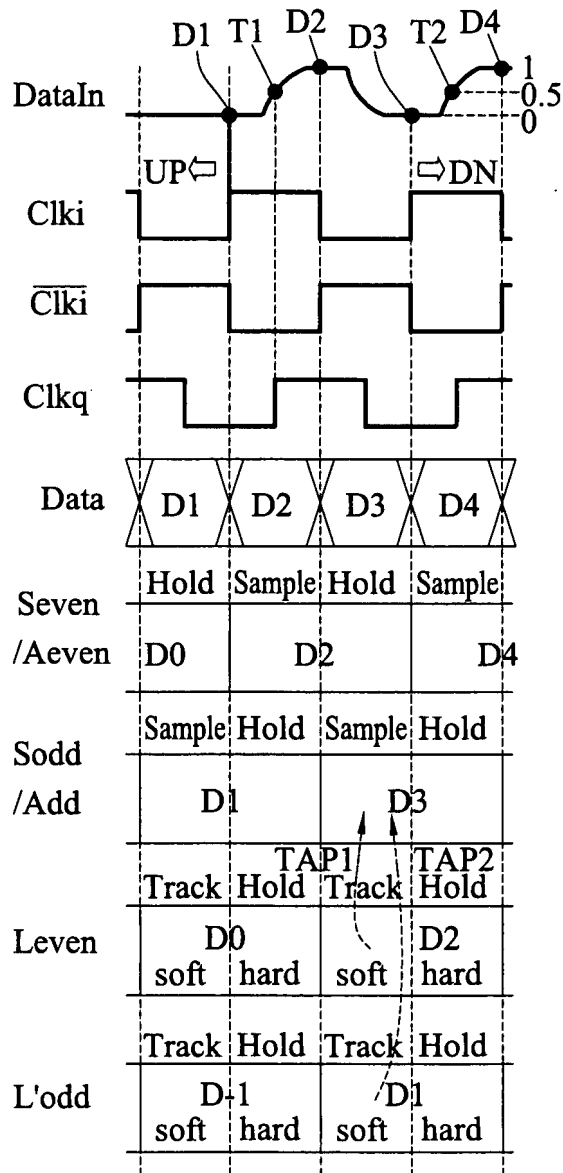 D1 T1 D2 D3 T2 D4
DataIn 1
0.5
0
UP DN
Clki
Clki
Clkq
Data D1 D2 D3 D4
Seven Hold Sample Hold Sample
/Aeven D0 D2 D4
Sodd Sample Hold Sample Hold
/Add D1 D3
TAP1 TAP2
Track Hold Track Hold
Leven D0 D2
soft hard soft hard
Track Hold Track Hold
L'odd D-1 D1
soft hard soft hard